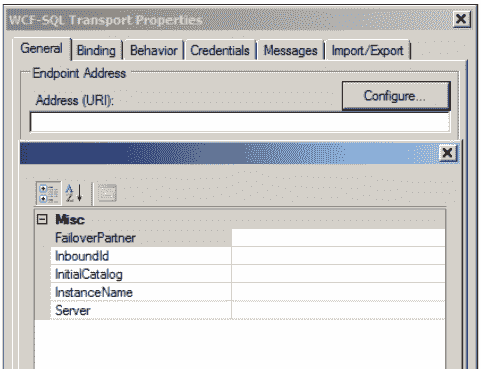 WCF-SQL Transport Properties
General Binding Behavior Credentials Messages Import/Export
Endpoint Address
Address (URI):
Configure...
Misc
FailoverPartner
InboundId
InitialCatalog
InstanceName
Server